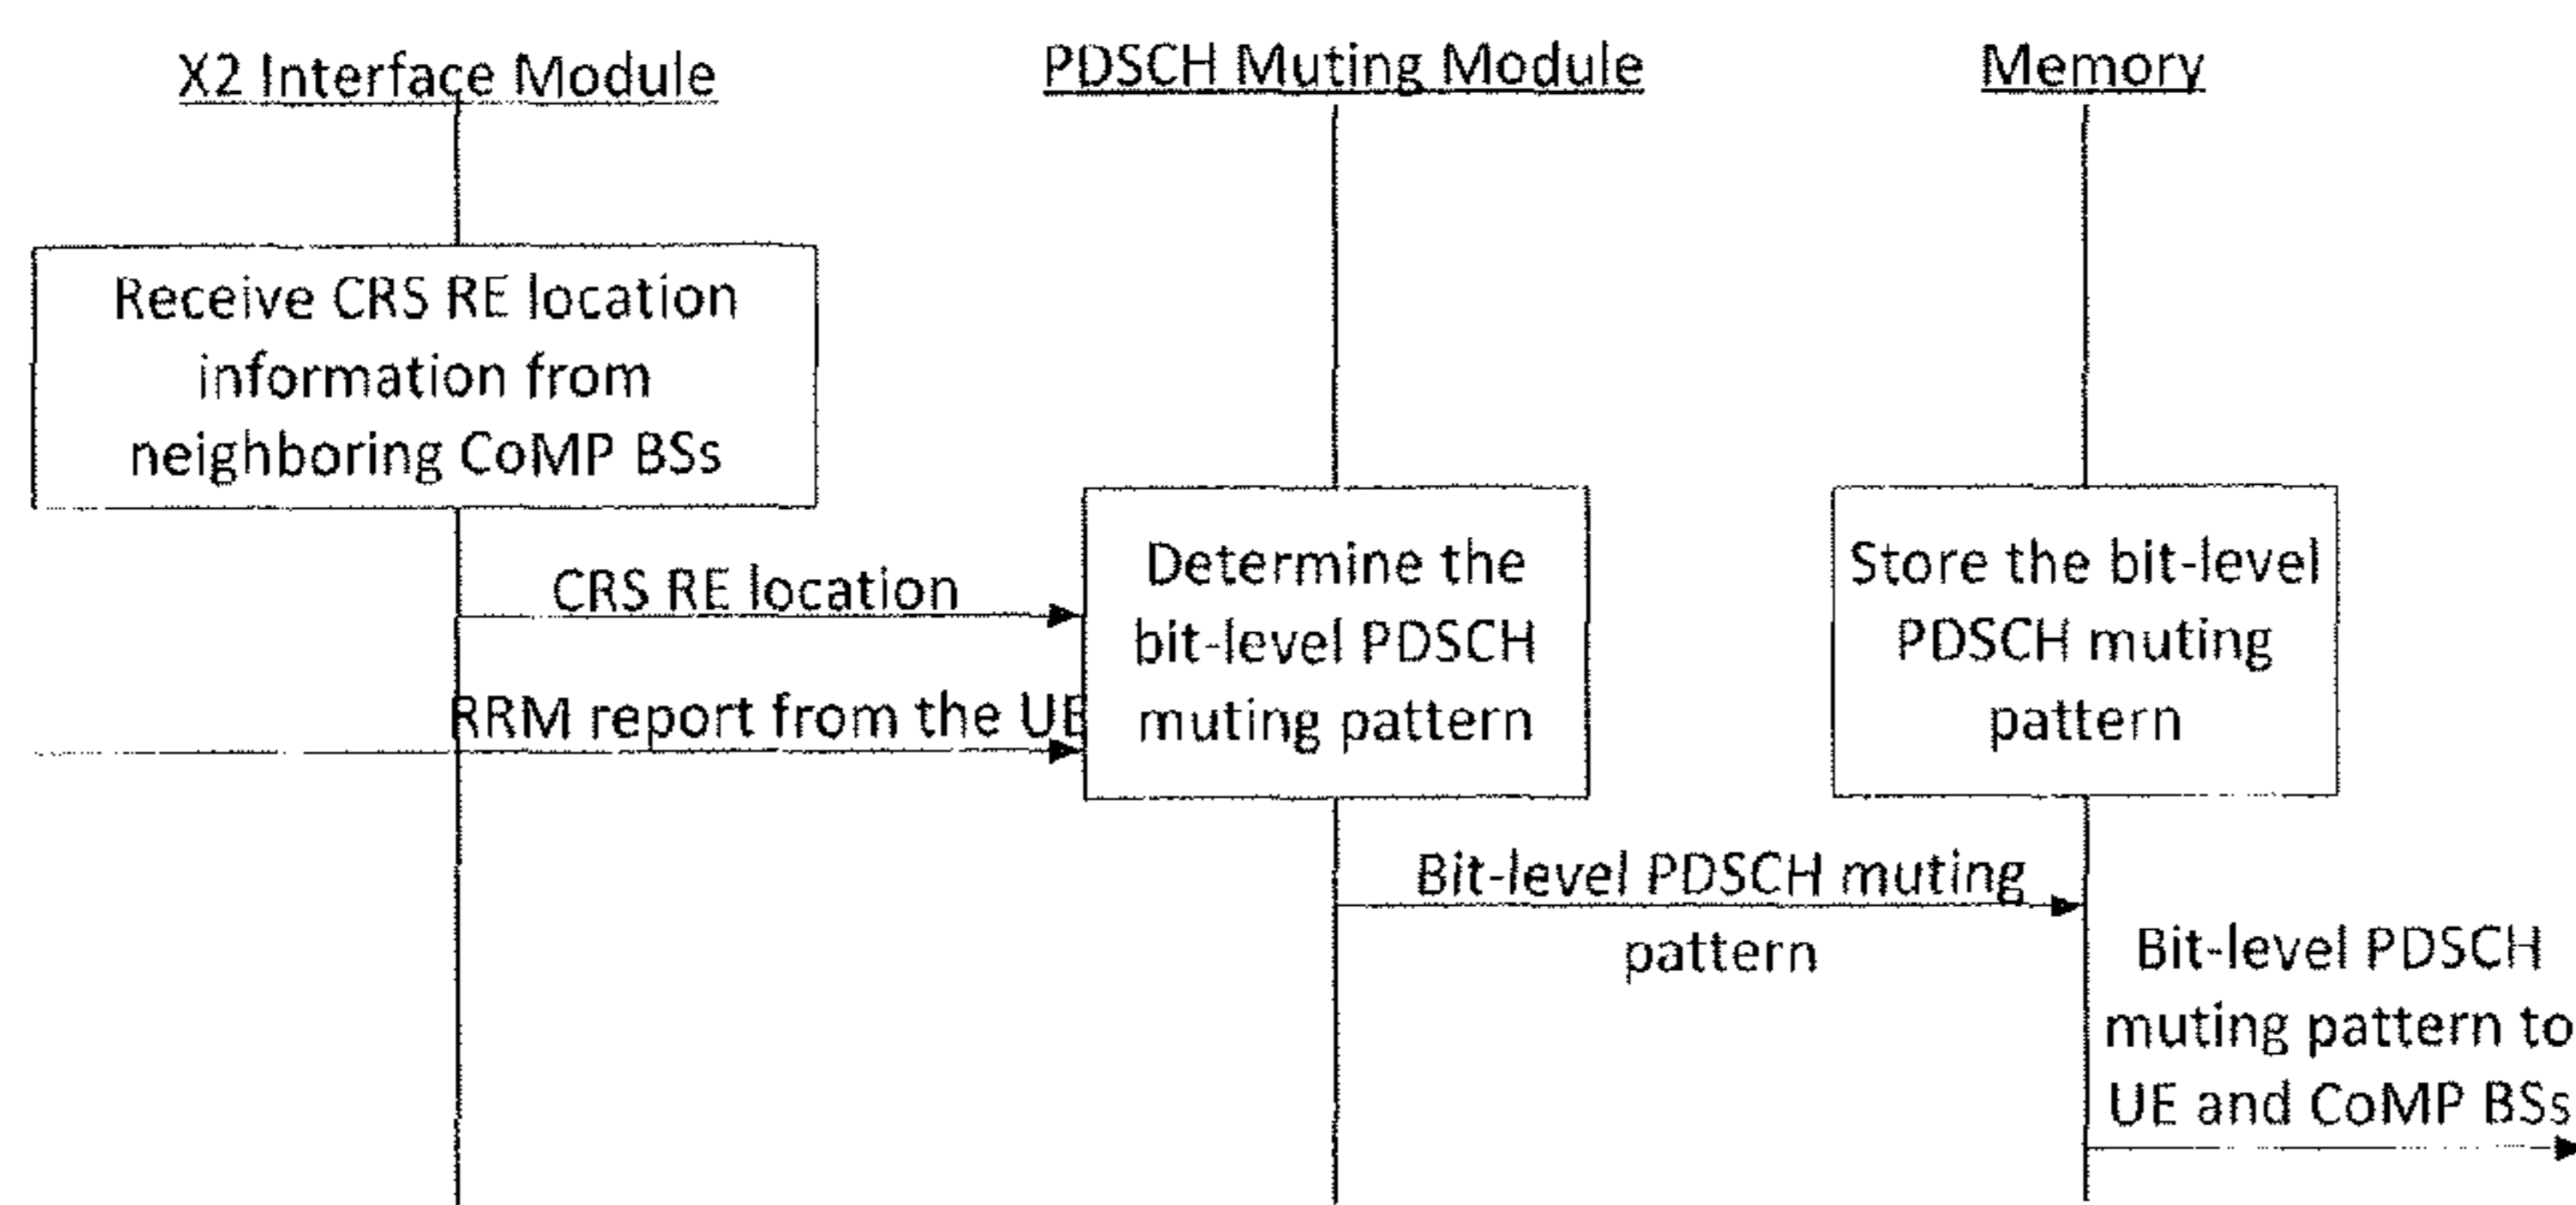 X2 Interface Module
PDSCH Muting Module
Memory
Receive CRS RE location
information from
neighboring CoMP BSs
CRS RE location
RRM report from the UE
Determine the
bit-level PDSCH
muting pattern
Store the bit-level
PDSCH muting
pattern
Bit-level PDSCH muting
pattern
Bit-level PDSCH
muting pattern to
UE and CoMP BSs